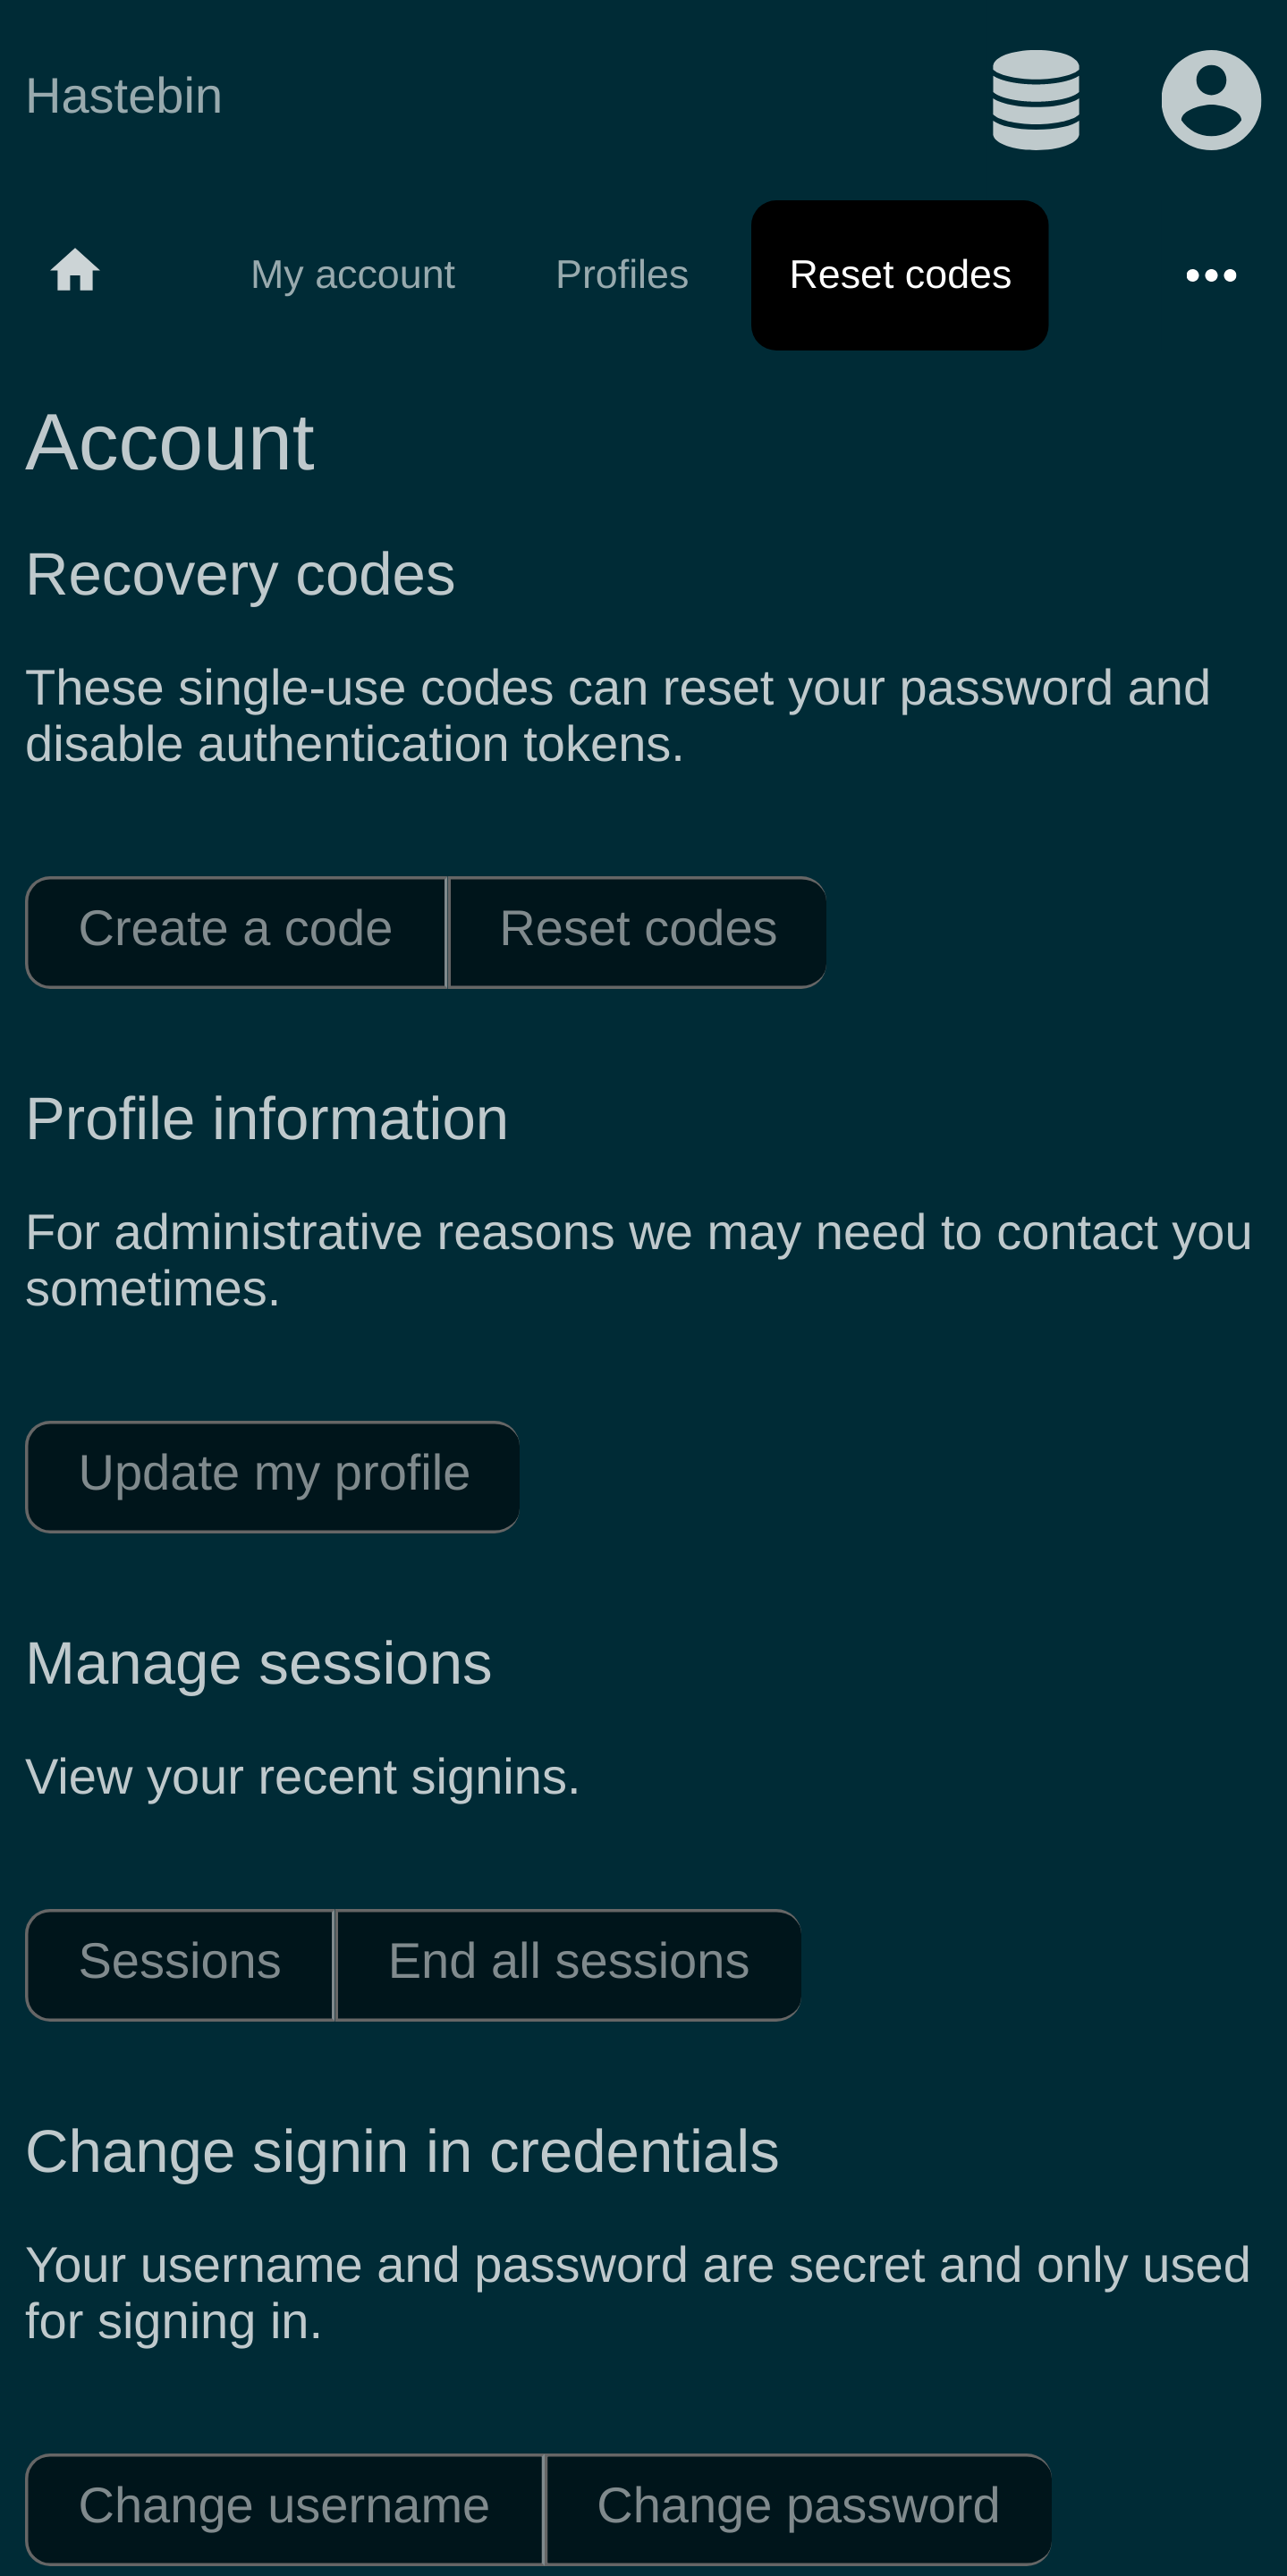 Hastebin
My account Profiles Reset codes
Account
Recovery codes
These single-use codes can reset your password and
disable authentication tokens.
Create a code Reset codes
Profile information
For administrative reasons we may need to contact you
sometimes.
Update my profile
Manage sessions
View your recent signins.
Sessions End all sessions
Change signin in credentials
Your username and password are secret and only used
for signing in.
Change username Change password